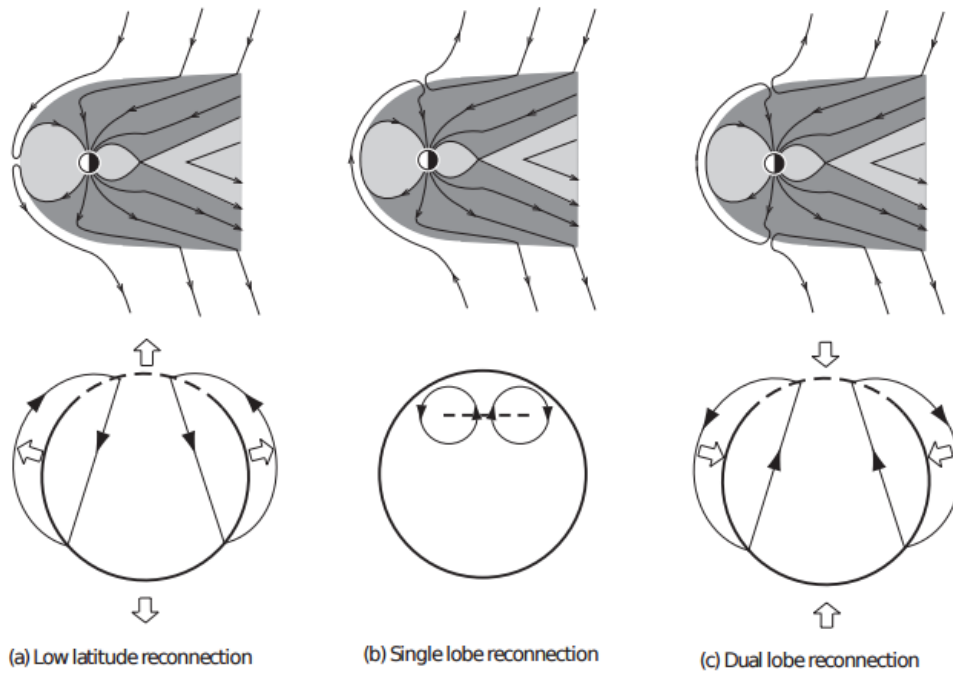 (a) Low latitude reconnection
(b) Single lobe reconnection
(c) Dual lobe reconnection